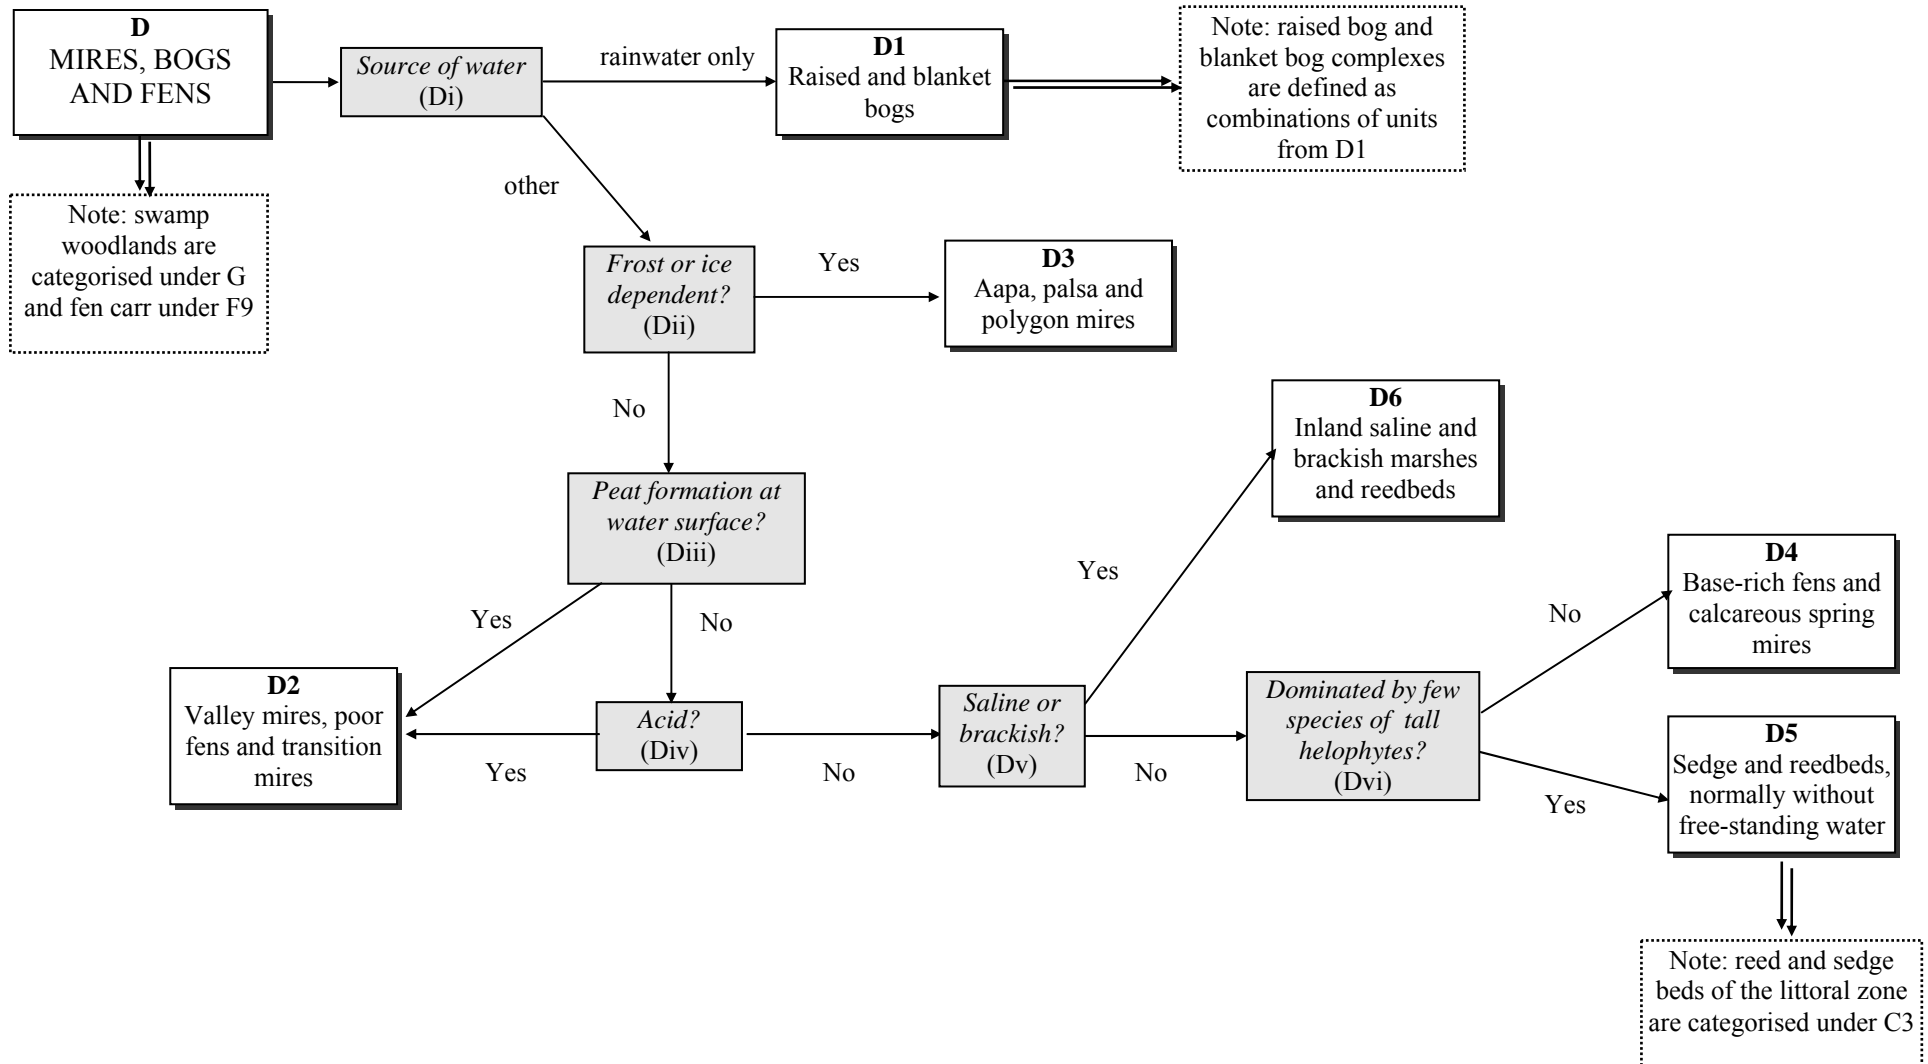 D
MIRES, BOGS
AND FENS
Source of water
(Di)
rainwater only
D1
Raised and blanket
bogs
Note: raised bog and
blanket bog complexes
are defined as
combinations of units
from D1
other
Note: swamp
woodlands are
categorised under G
and fen carr under F9
Frost or ice
dependent?
(Dii)
Yes
D3
Aapa, palsa and
polygon mires
No
D6
Inland saline and
brackish marshes
and reedbeds
Peat formation at
water surface?
(Diii)
Yes
No
Yes
D4
Base-rich fens and
calcareous spring
mires
No
D2
Valley mires, poor
fens and transition
mires
Yes
Acid?
(Div)
No
Saline or
brackish?
(Dv)
No
Dominated by few
species of tall
helophytes?
(Dvi)
Yes
D5
Sedge and reedbeds,
normally without
free-standing water
Note: reed and sedge
beds of the littoral zone
are categorised under C3